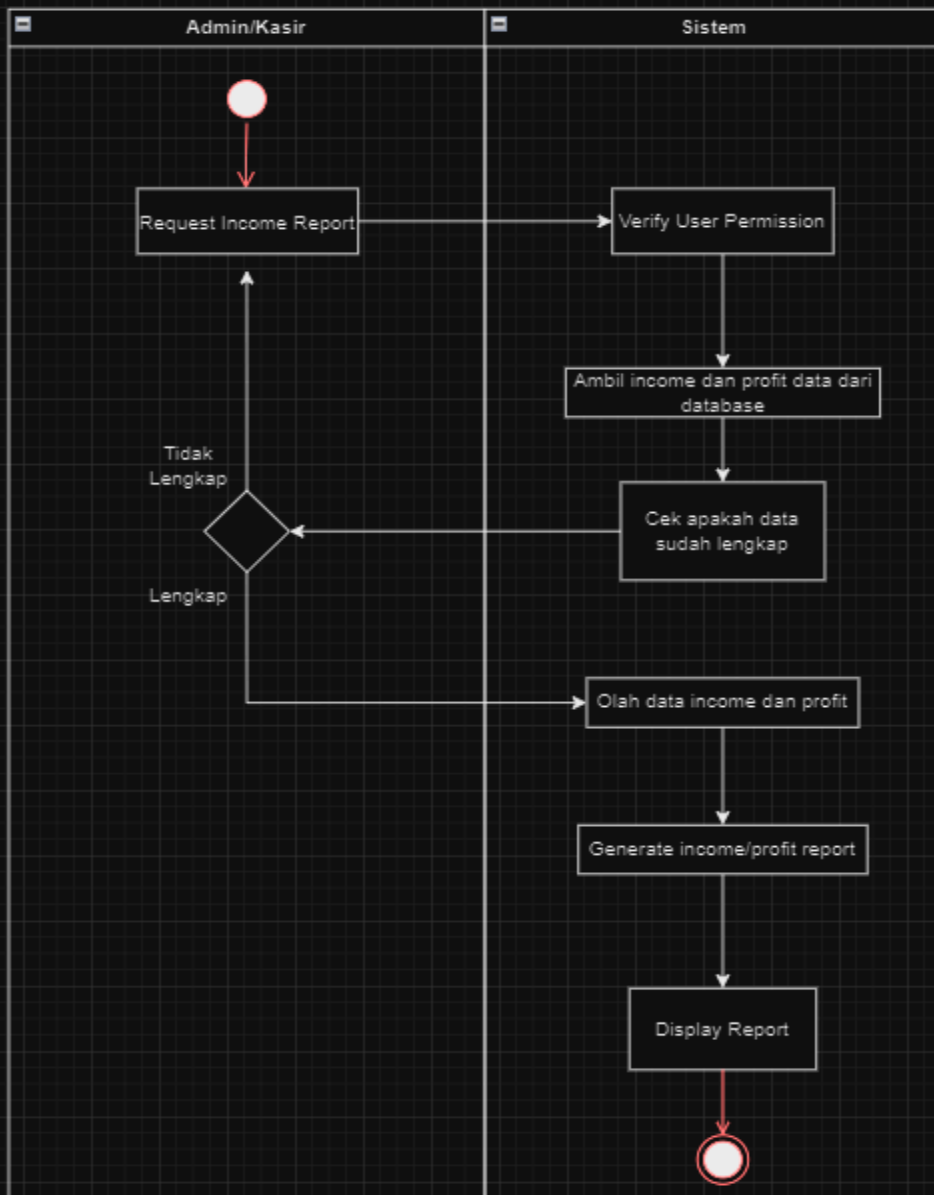 Admin/Kasir
Sistem
Request Income Report
Verify User Permission
Ambil income dan profit data dari
database
Tidak
Lengkap
Cek apakah data
sudah lengkap
Lengkap
Olah data income dan profit
Generate income/profit report
Display Report